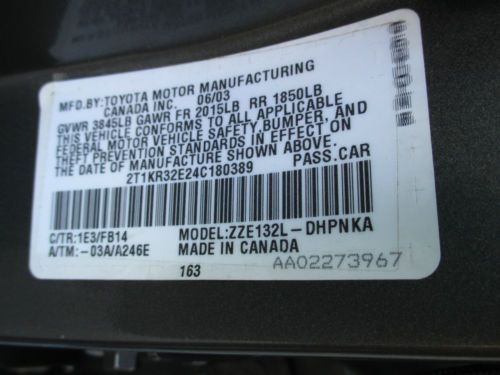 MFD.BY:TOYOTA MOTOR MANUFACTURING
CANADA INC. 06/03
GVWR 3845LB GAWR FR 2015LB RR 1850LB
THIS VEHICLE CONFORMS TO ALL APPLICABLE
FEDERAL MOTOR VEHICLE SAFETY,BUMPER, AND
THEFT PREVENTION STANDARDS IN EFFECT ON
THE DATE OF MANUFACTURE SHOWN ABOVE.
2T1KR32E24C180389 PASS.CAR
C/TR:1E3/FB14 MODEL:ZZE132L-DHPNKA
A/TM:-03A/A246E MADE IN CANADA
163 AA02273967